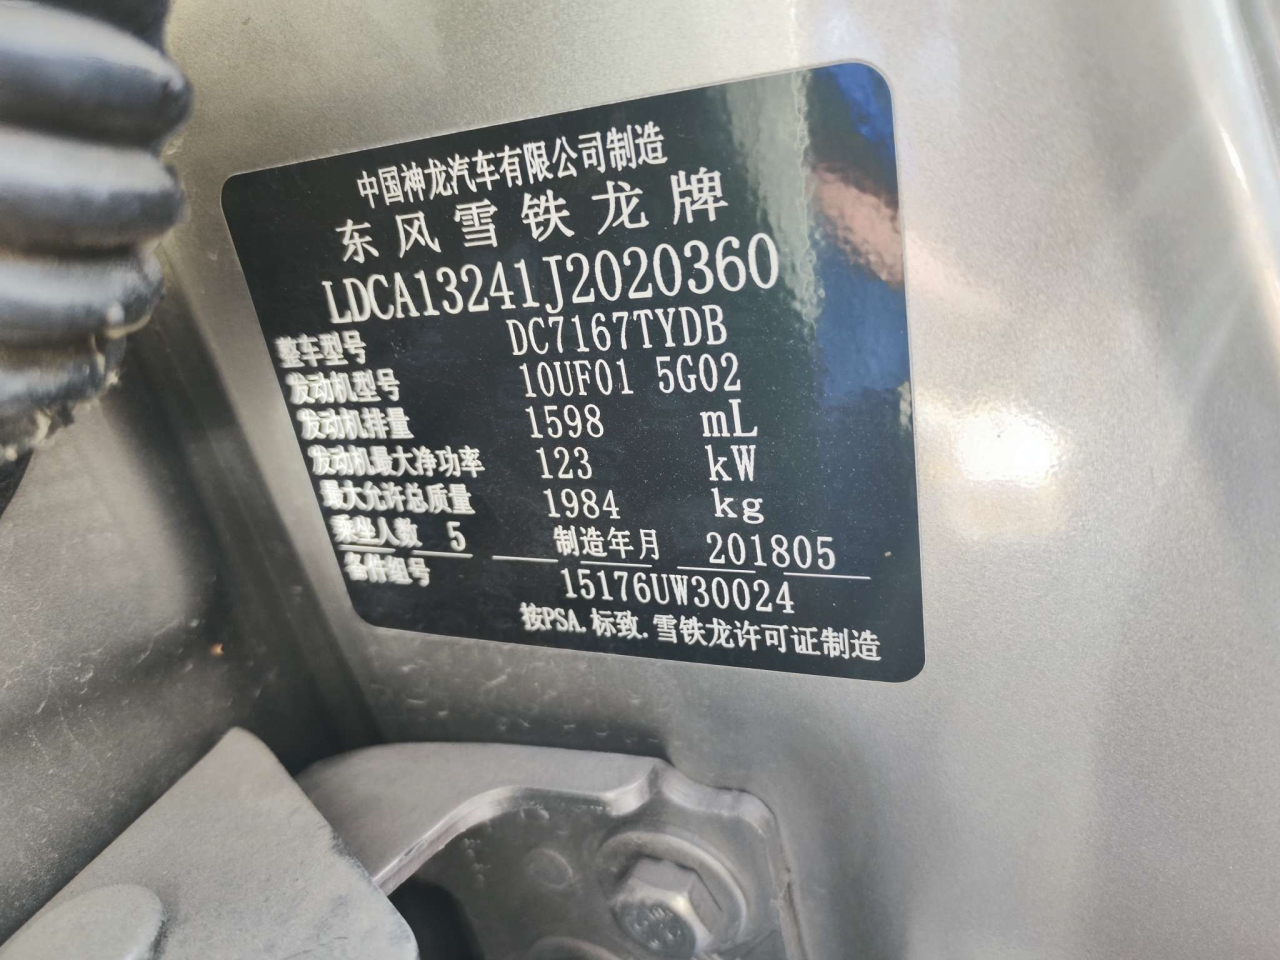 中国神龙汽车有限公司制造
东风雪铁龙牌
LDCA13241J2020360
整车型号 DC7167TYDB
发动机型号 10UF01 5G02
发动机排量 1598 mL
发动机最大净功率 123 kW
最大允许总质量 1984 kg
乘坐人数 5 制造年月 201805
备件组号 15176UW30024
按PSA.标致.雪铁龙许可证制造